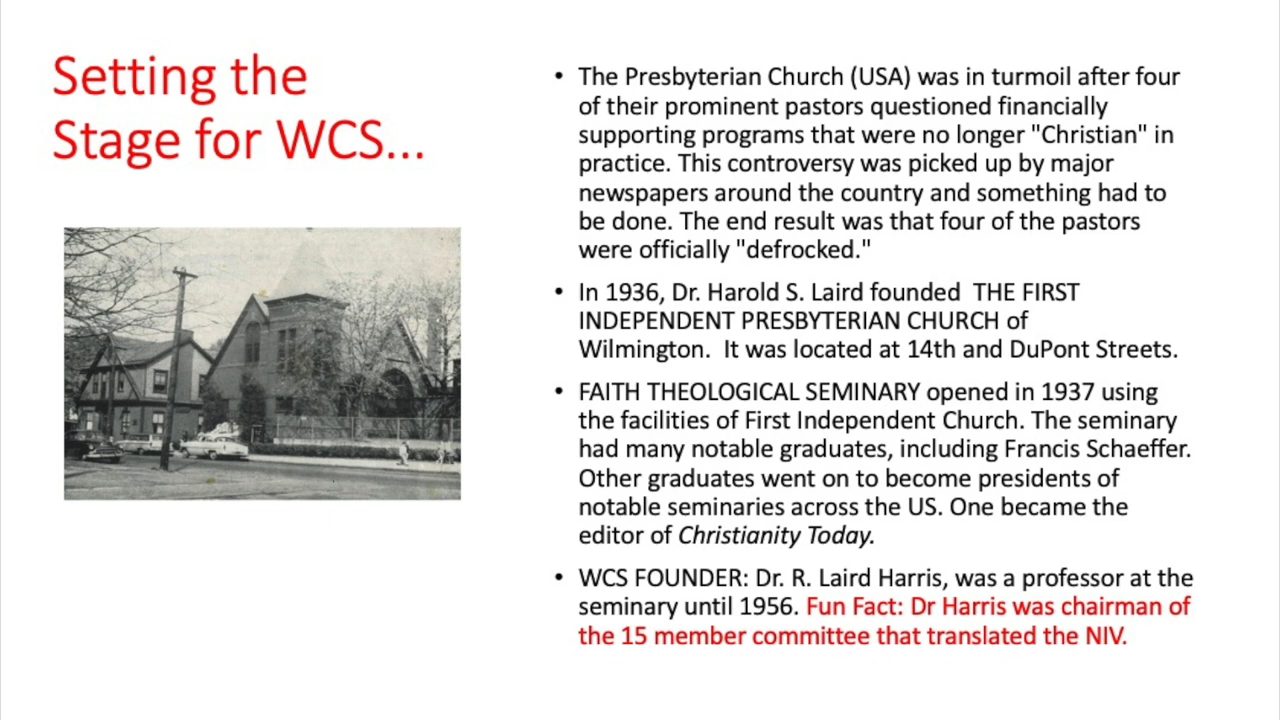 Setting the
Stage for WCS...
• The Presbyterian Church (USA) was in turmoil after four
of their prominent pastors questioned financially
supporting programs that were no longer "Christian" in
practice. This controversy was picked up by major
newspapers around the country and something had to
be done. The end result was that four of the pastors
were officially "defrocked."
• In 1936, Dr. Harold S. Laird founded  THE FIRST
INDEPENDENT PRESBYTERIAN CHURCH of
Wilmington.  It was located at 14th and DuPont Streets.
• FAITH THEOLOGICAL SEMINARY opened in 1937 using
the facilities of First Independent Church. The seminary
had many notable graduates, including Francis Schaeffer.
Other graduates went on to become presidents of
notable seminaries across the US. One became the
editor of Christianity Today.
• WCS FOUNDER: Dr. R. Laird Harris, was a professor at the
seminary until 1956. Fun Fact: Dr Harris was chairman of
the 15 member committee that translated the NIV.